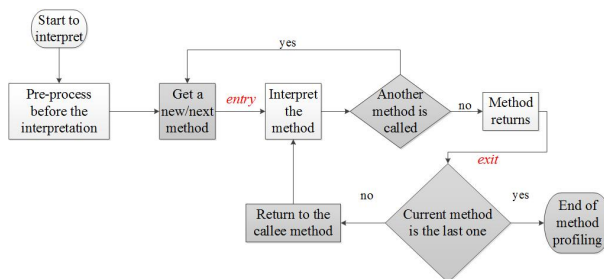 Start to
interpret
yes
Pre-process
before the
interpretation
Get a
new/next
method
entry
Interpret
the
method
Another
method is
called
no
Method
returns
exit
no
yes
Return to the
callee method
Current method
is the last one
End of
method
profiling